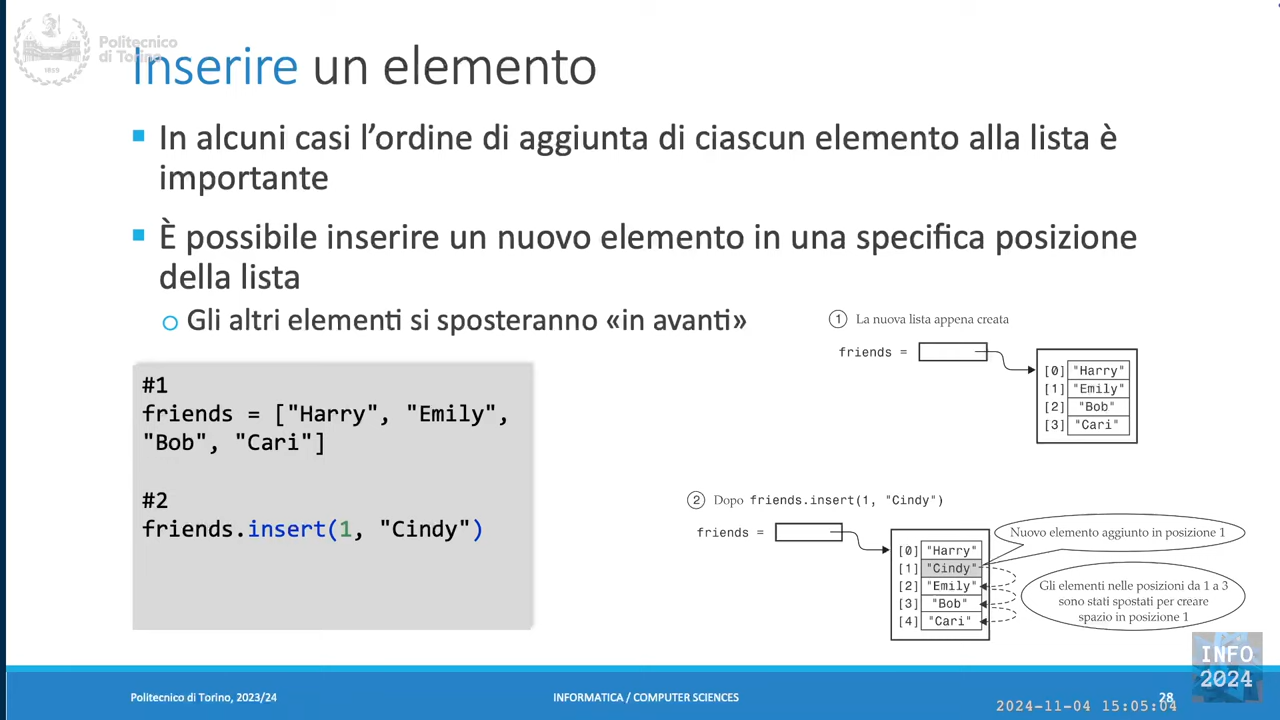 Politecnico
di Torino
1859
Inserire un elemento
In alcuni casi l’ordine di aggiunta di ciascun elemento alla lista è
importante
È possibile inserire un nuovo elemento in una specifica posizione
della lista
Gli altri elementi si sposteranno «in avanti»
#1
friends = ["Harry", "Emily",
"Bob", "Cari"]
#2
friends.insert(1, "Cindy")
1 La nuova lista appena creata
friends =
[0] "Harry"
[1] "Emily"
[2] "Bob"
[3] "Cari"
2 Dopo friends.insert(1, "Cindy")
friends =
[0] "Harry"
[1] "Cindy"
[2] "Emily"
[3] "Bob"
[4] "Cari"
Nuovo elemento aggiunto in posizione 1
Gli elementi nelle posizioni da 1 a 3
sono stati spostati per creare
spazio in posizione 1
INFO
2024
Politecnico di Torino, 2023/24
INFORMATICA / COMPUTER SCIENCES
28
2024-11-04 15:05:04